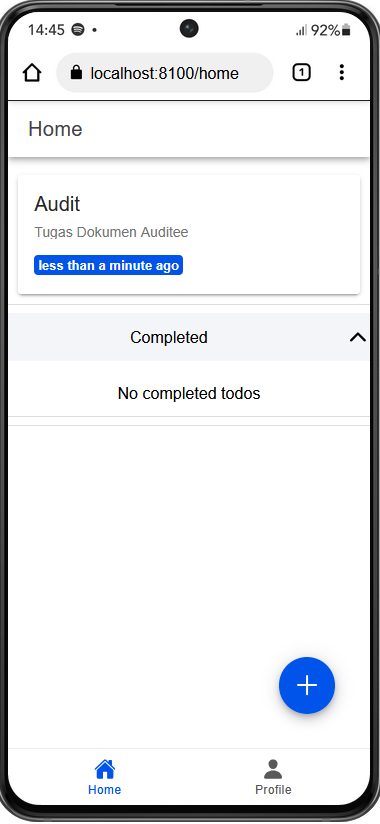 14:45
92%
localhost:8100/home
1
Home
Audit
Tugas Dokumen Auditee
less than a minute ago
Completed
No completed todos
Home
Profile